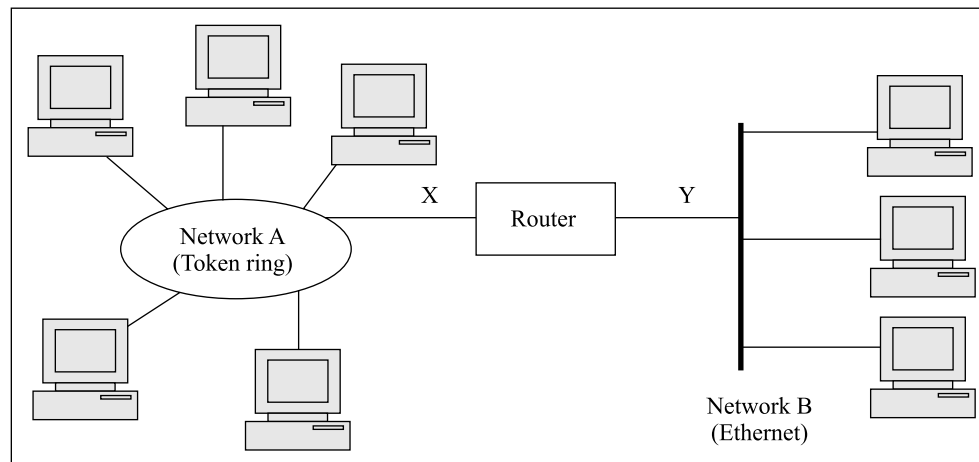 X
Router
Y
Network A
(Token ring)
Network B
(Ethernet)